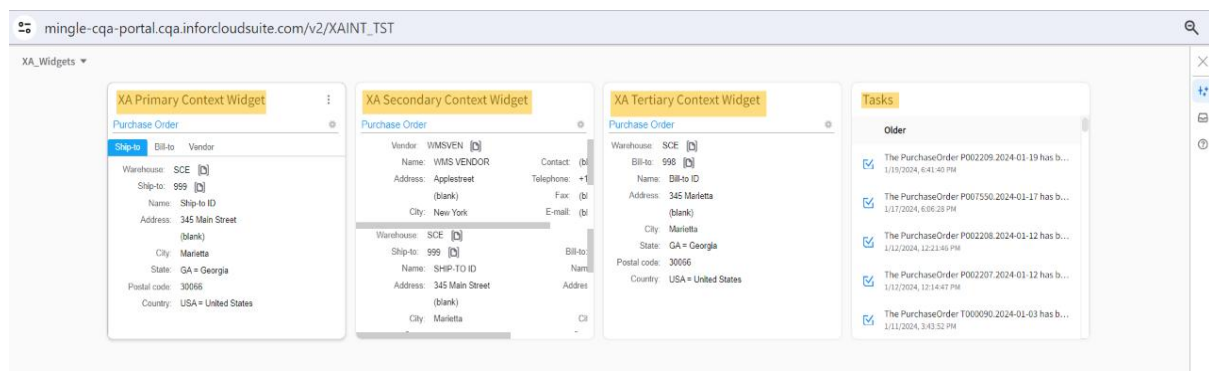 mingle-cqa-portal.cqa.inforcloudsuite.com/v2/XAINT_TST
XA_Widgets
XA Primary Context Widget
Purchase Order
Ship-to Bill-to Vendor
Warehouse: SCE
Ship-to: 999
Name: Ship-to ID
Address: 345 Main Street
(blank)
City: Marietta
State: GA = Georgia
Postal code: 30066
Country: USA = United States
XA Secondary Context Widget
Purchase Order
Vendor: WMSVEN
Name: WMS VENDOR Contact: (bl
Address: Applestreet Telephone: +1
(blank) Fax: (bl
City: New York E-mail: (bl
Warehouse: SCE
Ship-to: 999 Bill-to:
Name: SHIP-TO ID Nam
Address: 345 Main Street Addres
(blank)
City: Marietta Cit
XA Tertiary Context Widget
Purchase Order
Warehouse: SCE
Bill-to: 998
Name: Bill-to ID
Address: 345 Marietta
(blank)
City: Marietta
State: GA = Georgia
Postal code: 30066
Country: USA = United States
Tasks
Older
The PurchaseOrder P002209.2024-01-19 has b...
1/19/2024, 6:41:40 PM
The PurchaseOrder P007550.2024-01-17 has b...
1/17/2024, 6:06:28 PM
The PurchaseOrder P002208.2024-01-12 has b...
1/12/2024, 12:21:46 PM
The PurchaseOrder P002207.2024-01-12 has b...
1/12/2024, 12:14:47 PM
The PurchaseOrder T000090.2024-01-03 has b...
1/11/2024, 3:43:52 PM